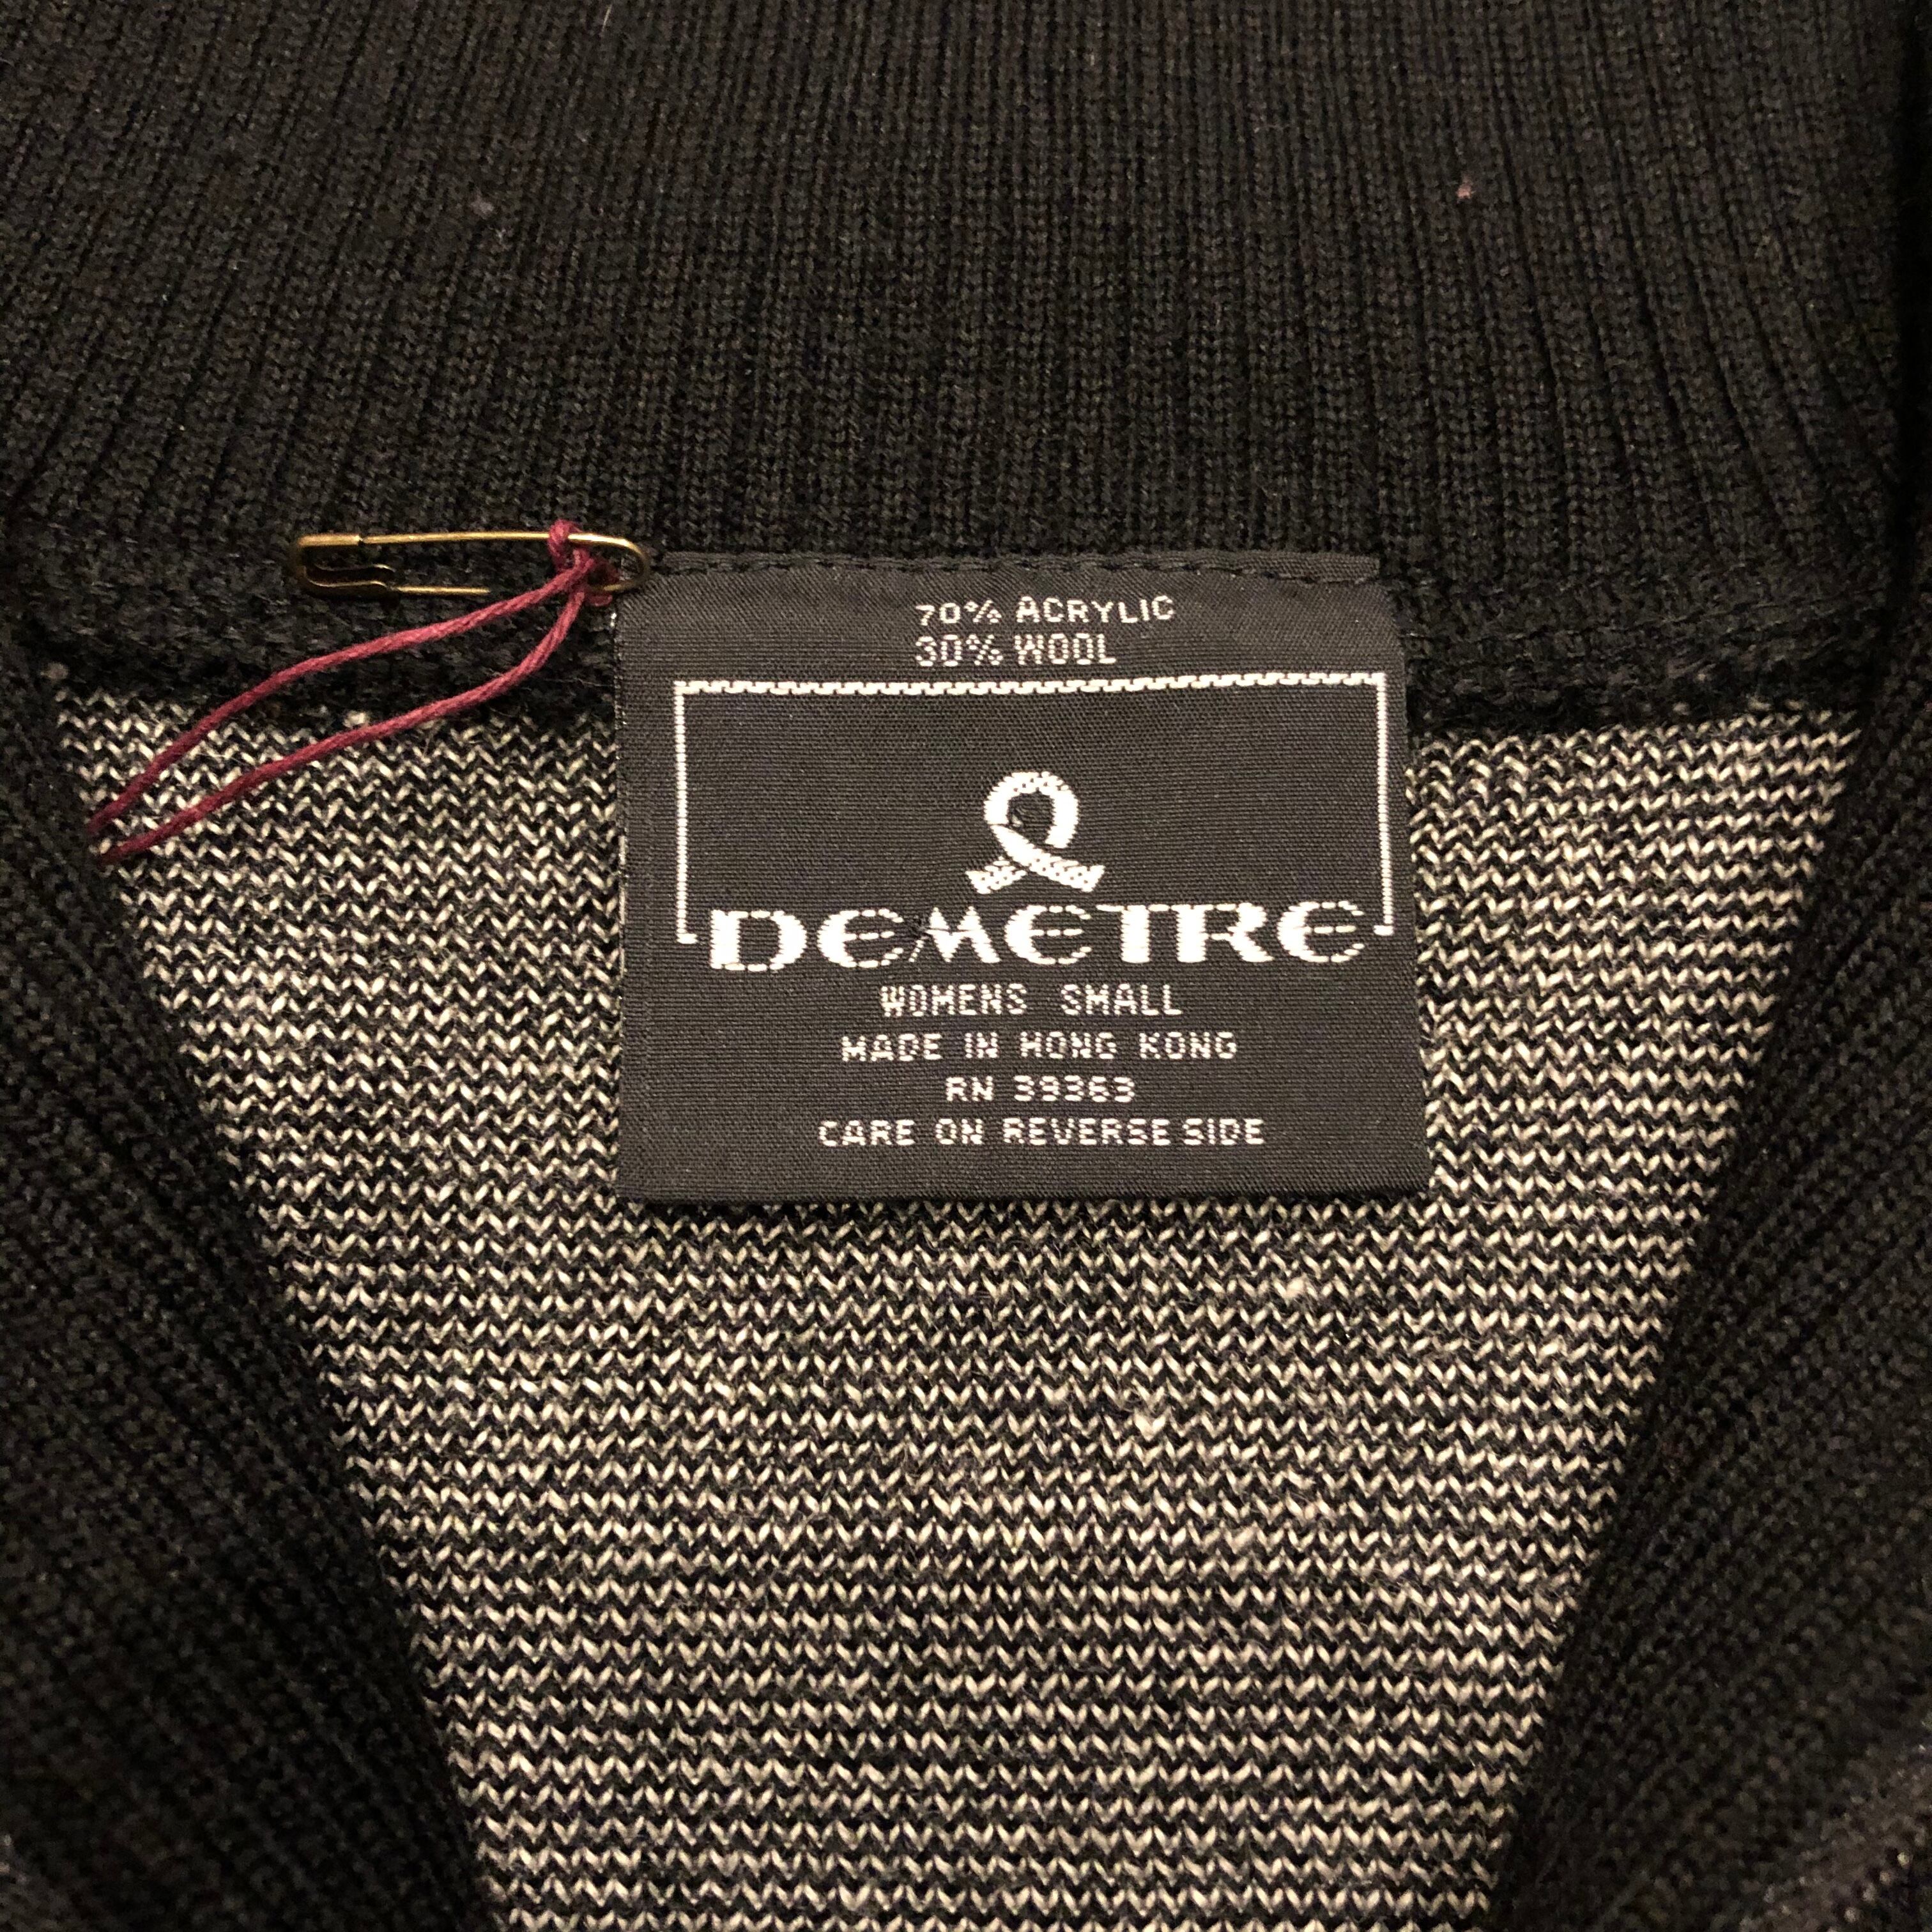 70% ACRYLIC
30% WOOL
DEMETRE
WOMENS SMALL
MADE IN HONG KONG
RN 39363
CARE ON REVERSE SIDE